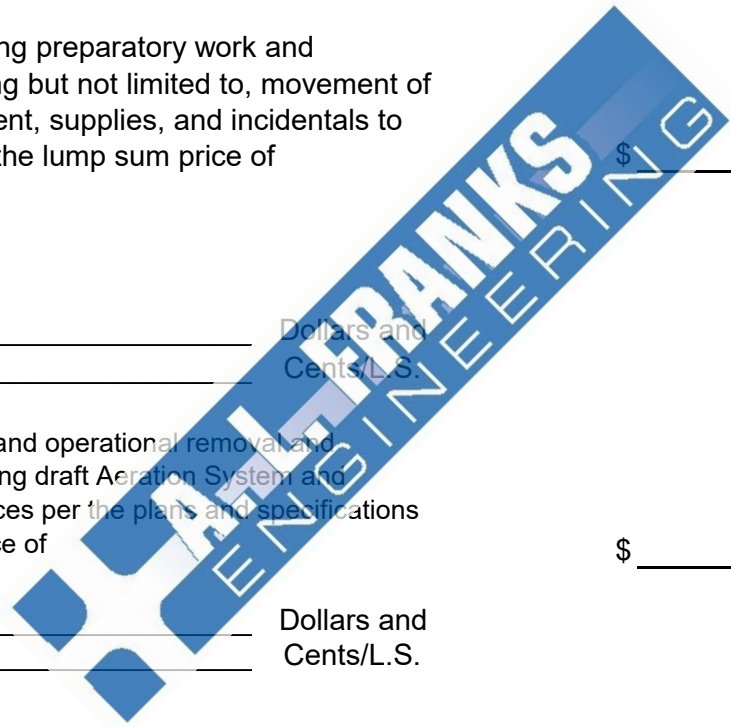 ng preparatory work and
ng but not limited to, movement of
ent, supplies, and incidentals to
the lump sum price of
$
Dollars and
Cents/L.S.
and operational removal and
ng draft Aeration System and
ces per the plans and specifications
ce of
$
Dollars and
Cents/L.S.
A.L.FRANKS
ENGINEERING